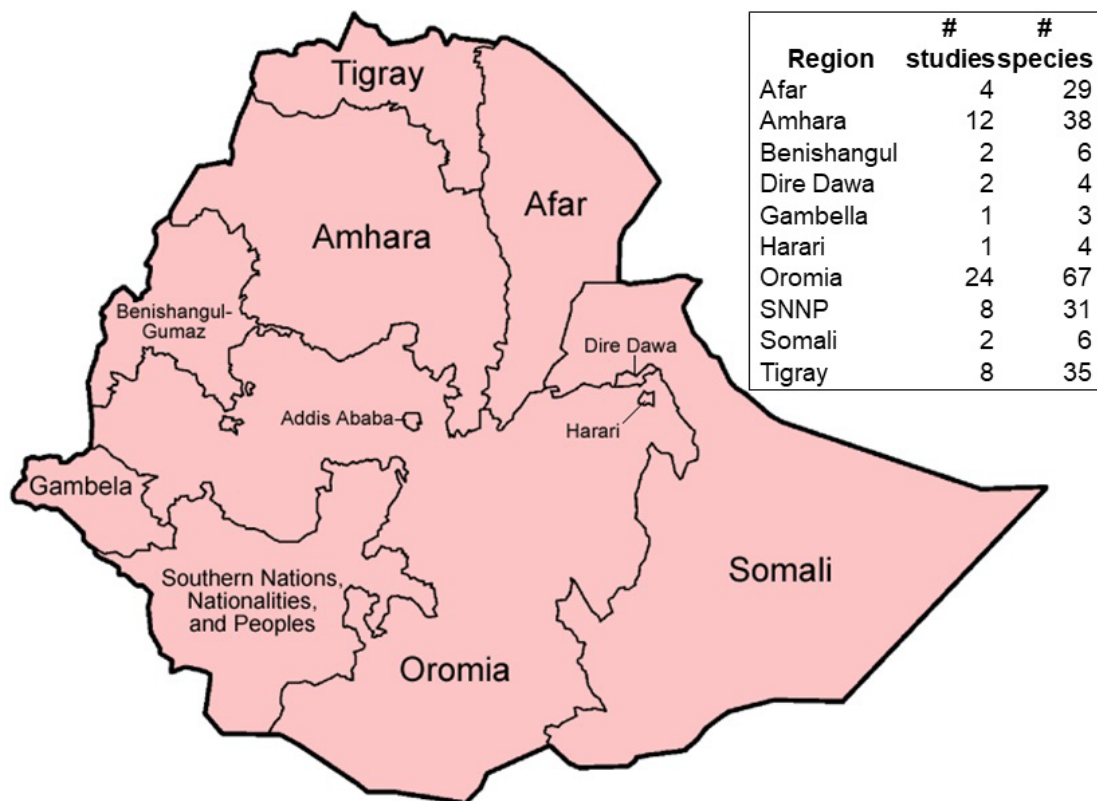 Tigray
Afar
Amhara
Benishangul-
Gumaz
Dire Dawa
Addis Ababa
Harari
Gambela
Somali
Southern Nations,
Nationalities,
and Peoples
Oromia
# #
Region studies species
Afar 4 29
Amhara 12 38
Benishangul 2 6
Dire Dawa 2 4
Gambella 1 3
Harari 1 4
Oromia 24 67
SNNP 8 31
Somali 2 6
Tigray 8 35